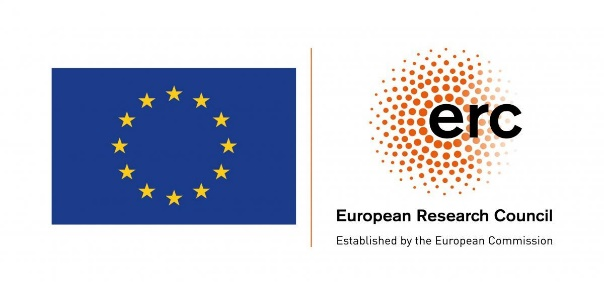 erc
European Research Council
Established by the European Commission